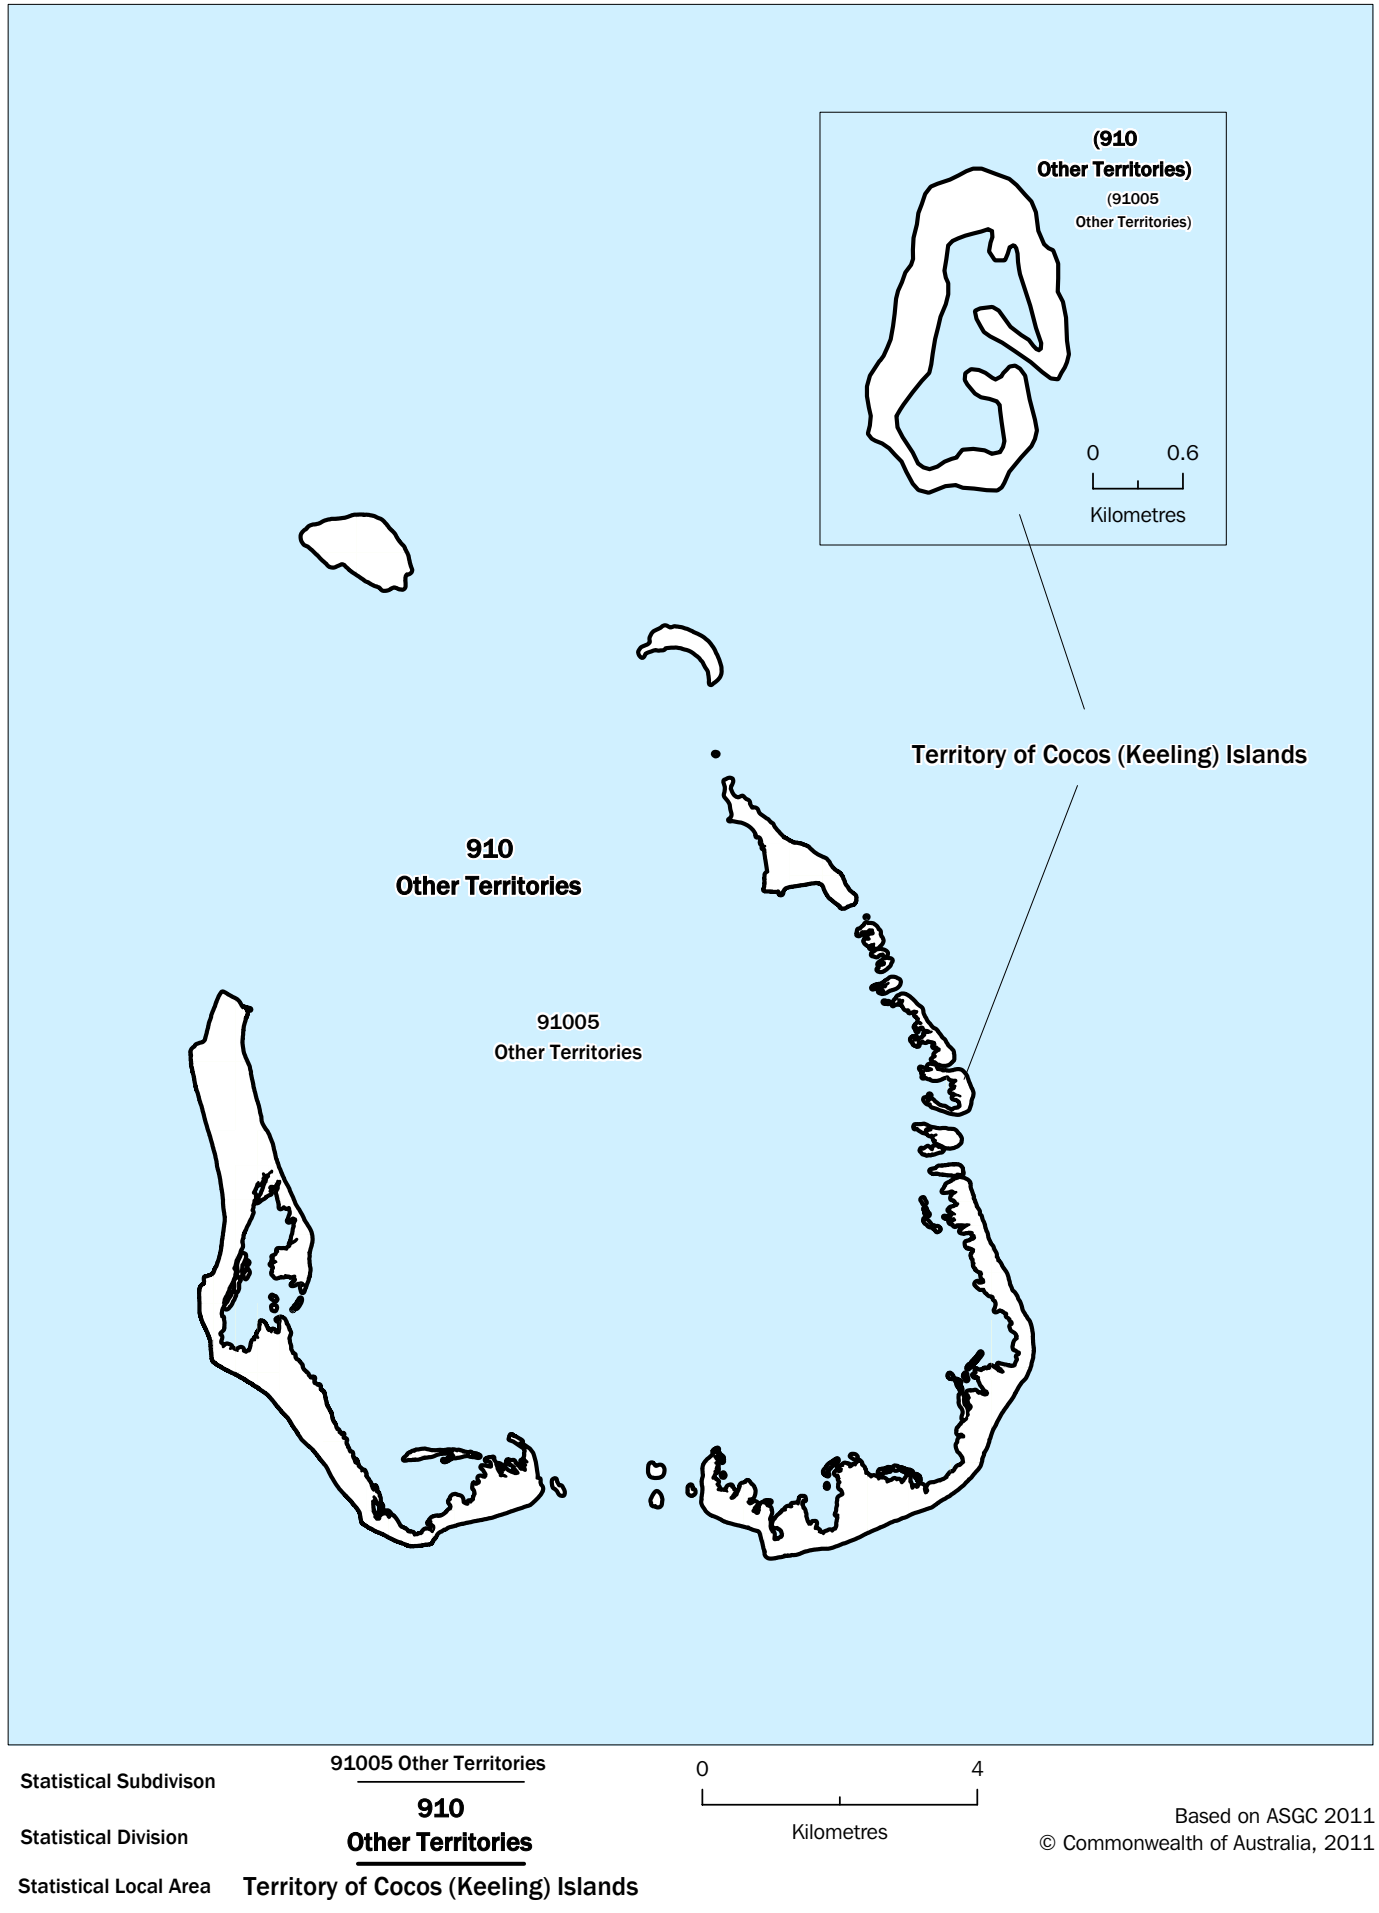 (910
Other Territories)
(91005
Other Territories)
0 0.6
Kilometres
Territory of Cocos (Keeling) Islands
910
Other Territories
91005
Other Territories
Statistical Subdivison
91005 Other Territories
Statistical Division
910
Other Territories
Statistical Local Area
Territory of Cocos (Keeling) Islands
0 4
Kilometres
Based on ASGC 2011
© Commonwealth of Australia, 2011